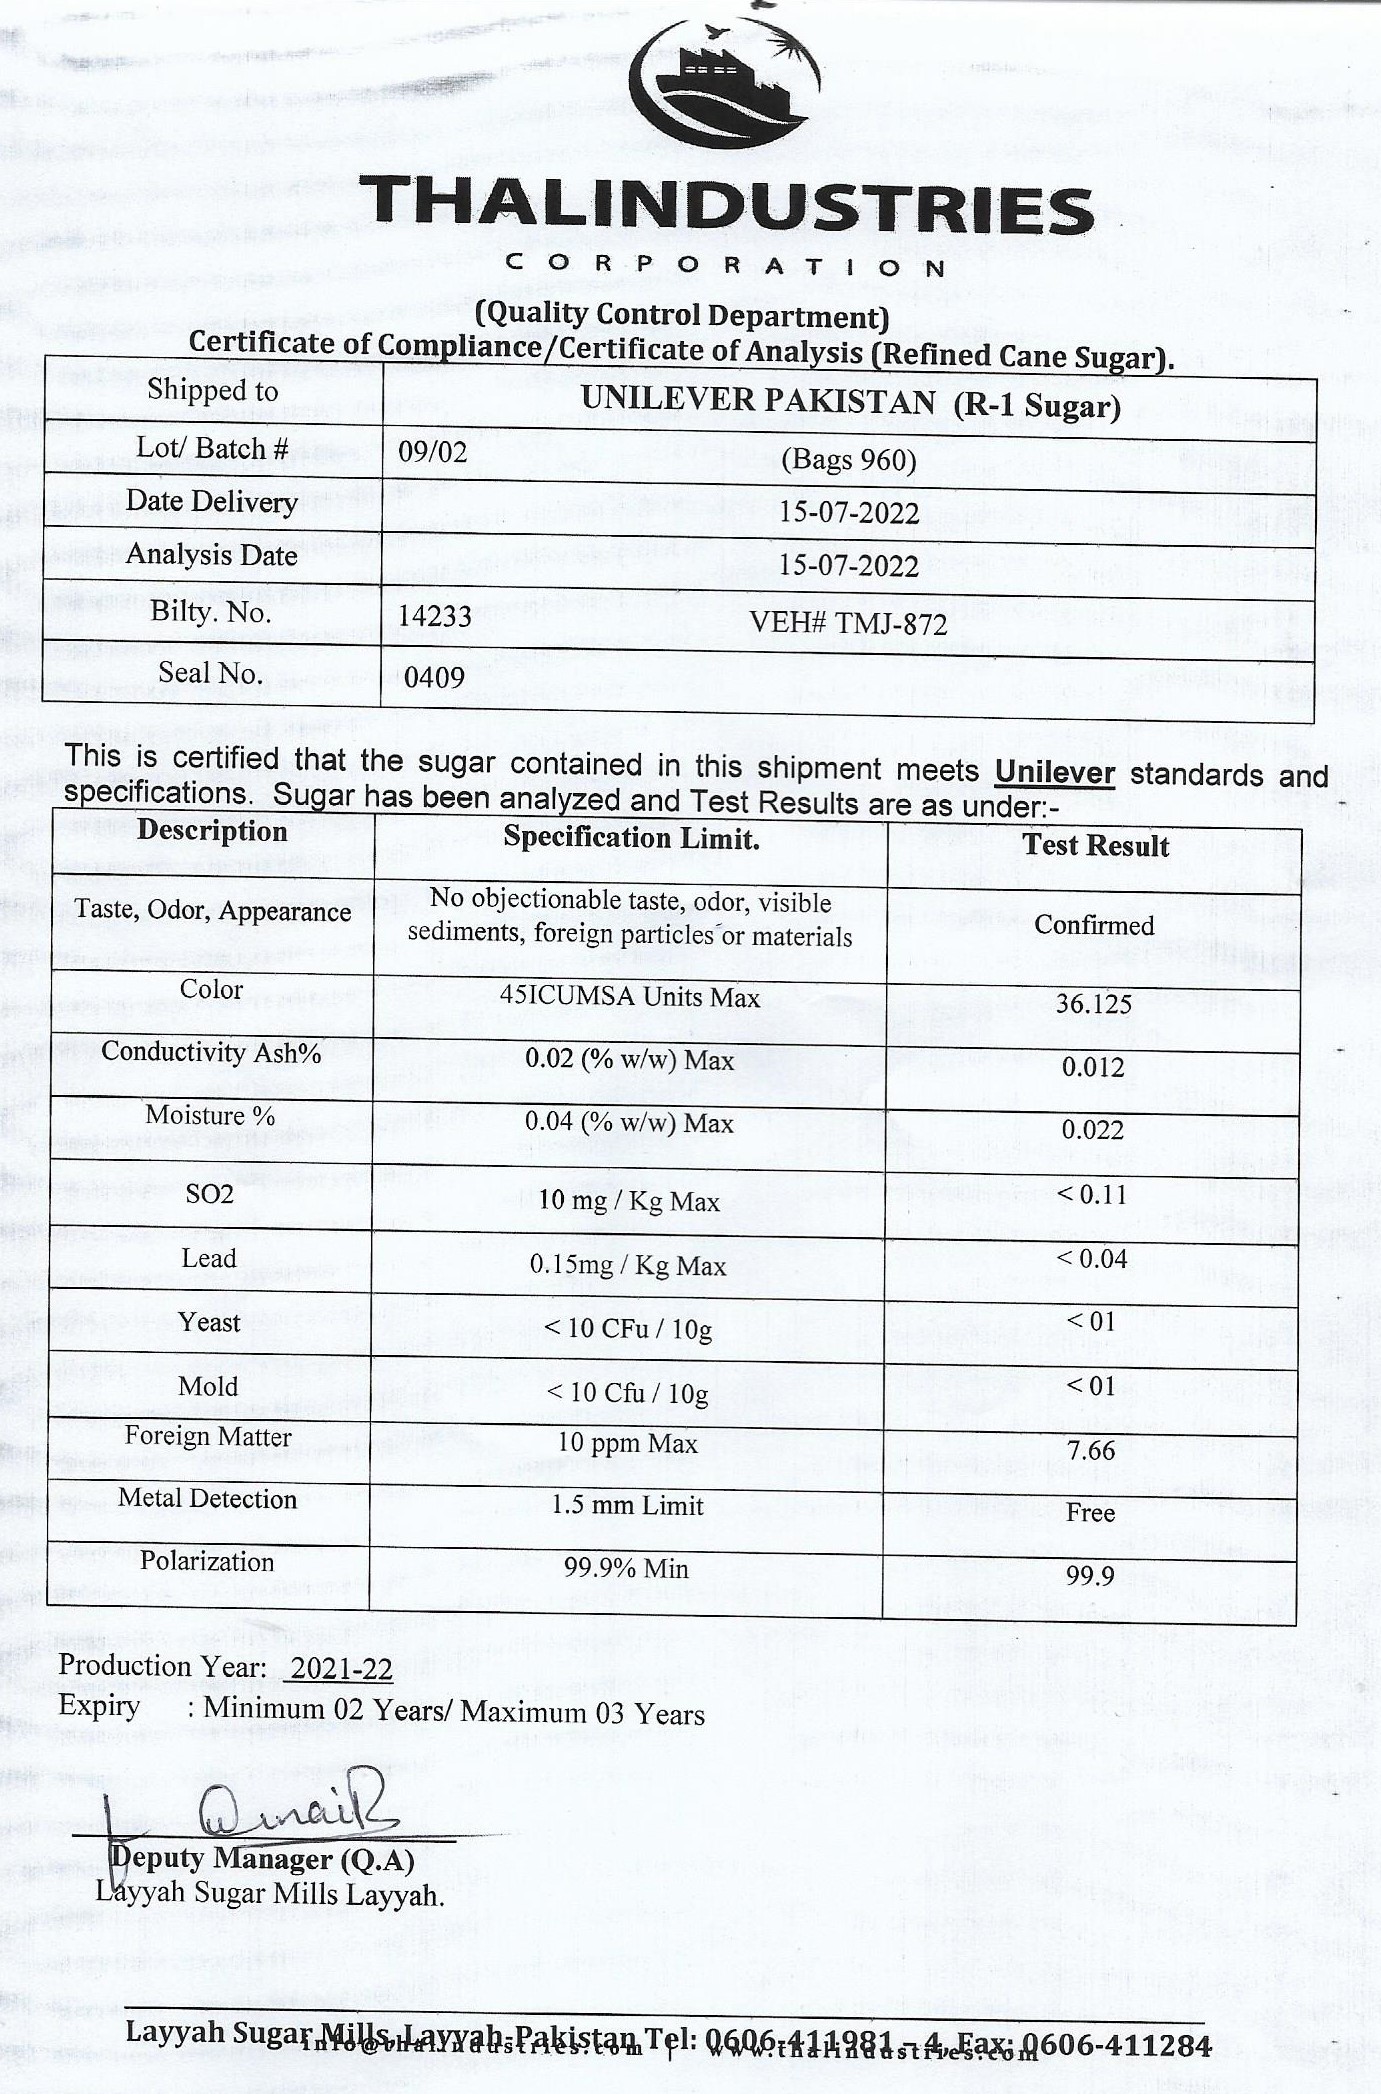 THALINDUSTRIES
CORPORATION
(Quality Control Department)
Certificate of Compliance/Certificate of Analysis (Refined Cane Sugar).
Shipped to UNILEVER PAKISTAN (R-1 Sugar)
Lot/ Batch # 09/02 (Bags 960)
Date Delivery 15-07-2022
Analysis Date 15-07-2022
Bilty. No. 14233 VEH# TMJ-872
Seal No. 0409
This is certified that the sugar contained in this shipment meets Unilever standards and
specifications. Sugar has been analyzed and Test Results are as under:-
Description Specification Limit. Test Result
Taste, Odor, Appearance No objectionable taste, odor, visible
sediments, foreign particles or materials Confirmed
Color 45ICUMSA Units Max 36.125
Conductivity Ash% 0.02 (% w/w) Max 0.012
Moisture % 0.04 (% w/w) Max 0.022
SO2 10 mg / Kg Max < 0.11
Lead 0.15mg / Kg Max < 0.04
Yeast < 10 CFu / 10g < 01
Mold < 10 Cfu / 10g < 01
Foreign Matter 10 ppm Max 7.66
Metal Detection 1.5 mm Limit Free
Polarization 99.9% Min 99.9
Production Year: 2021-22
Expiry : Minimum 02 Years/ Maximum 03 Years
Deputy Manager (Q.A)
Layyah Sugar Mills Layyah.
Layyah Sugar Mills, Layyah-Pakistan Tel: 0606-411981 – 4, Fax: 0606-411284
info@thalindustries.com | www.thalindustries.com